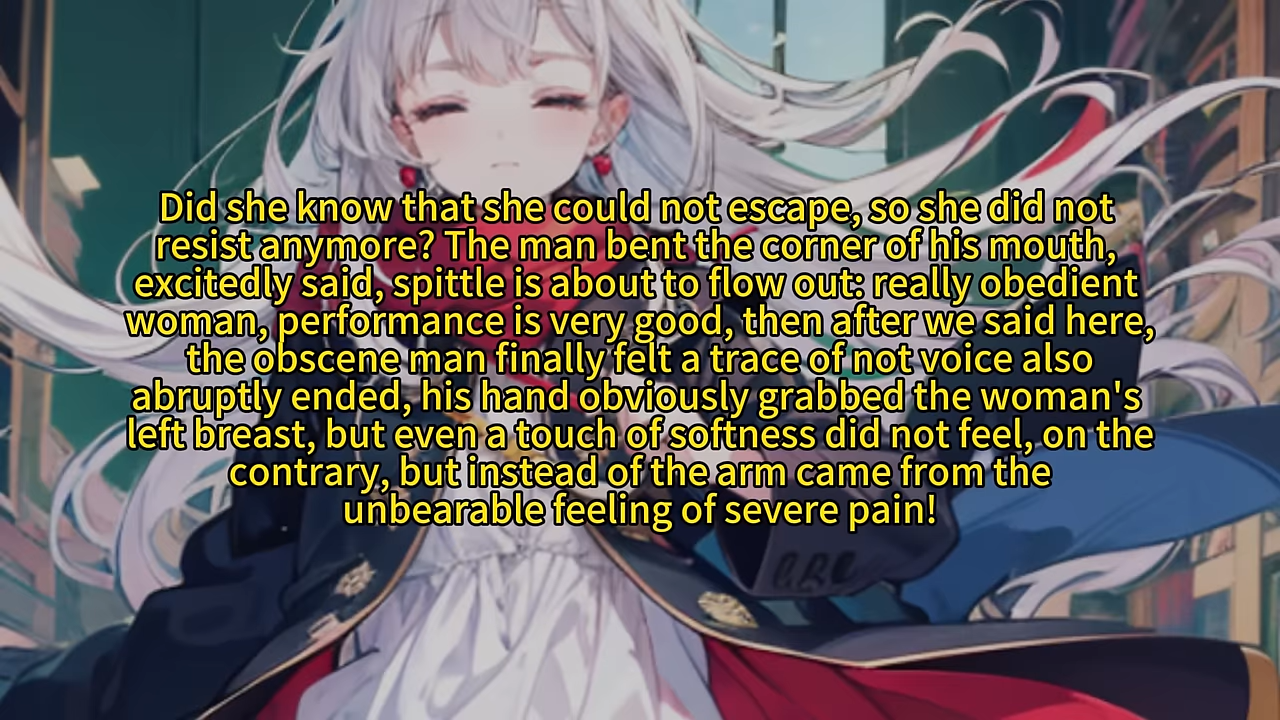 Did she know that she could not escape, so she did not
resist anymore? The man bent the corner of his mouth,
excitedly said, spittle is about to flow out: really obedient
woman, performance is very good, then after we said here,
the obscene man finally felt a trace of not voice also
abruptly ended, his hand obviously grabbed the woman's
left breast, but even a touch of softness did not feel, on the
contrary, but instead of the arm came from the
unbearable feeling of severe pain!